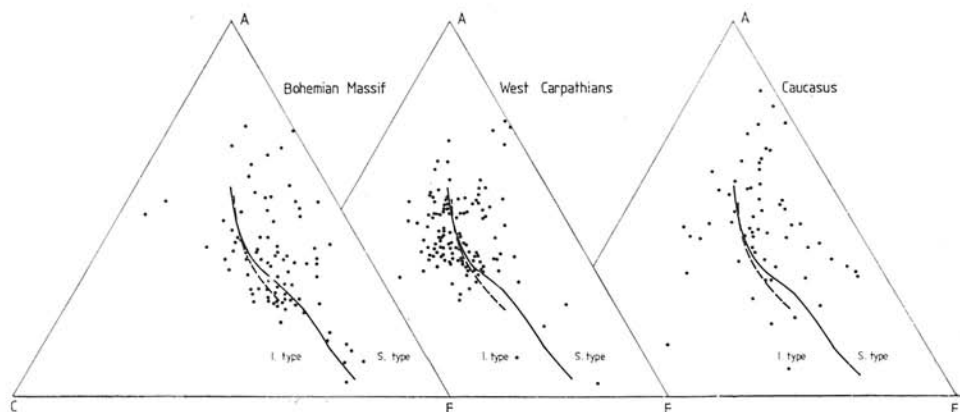 A A A
Bohemian Massif West Carpathians Caucasus
I. type S. type I. type S. type I. type S. type
C F F F